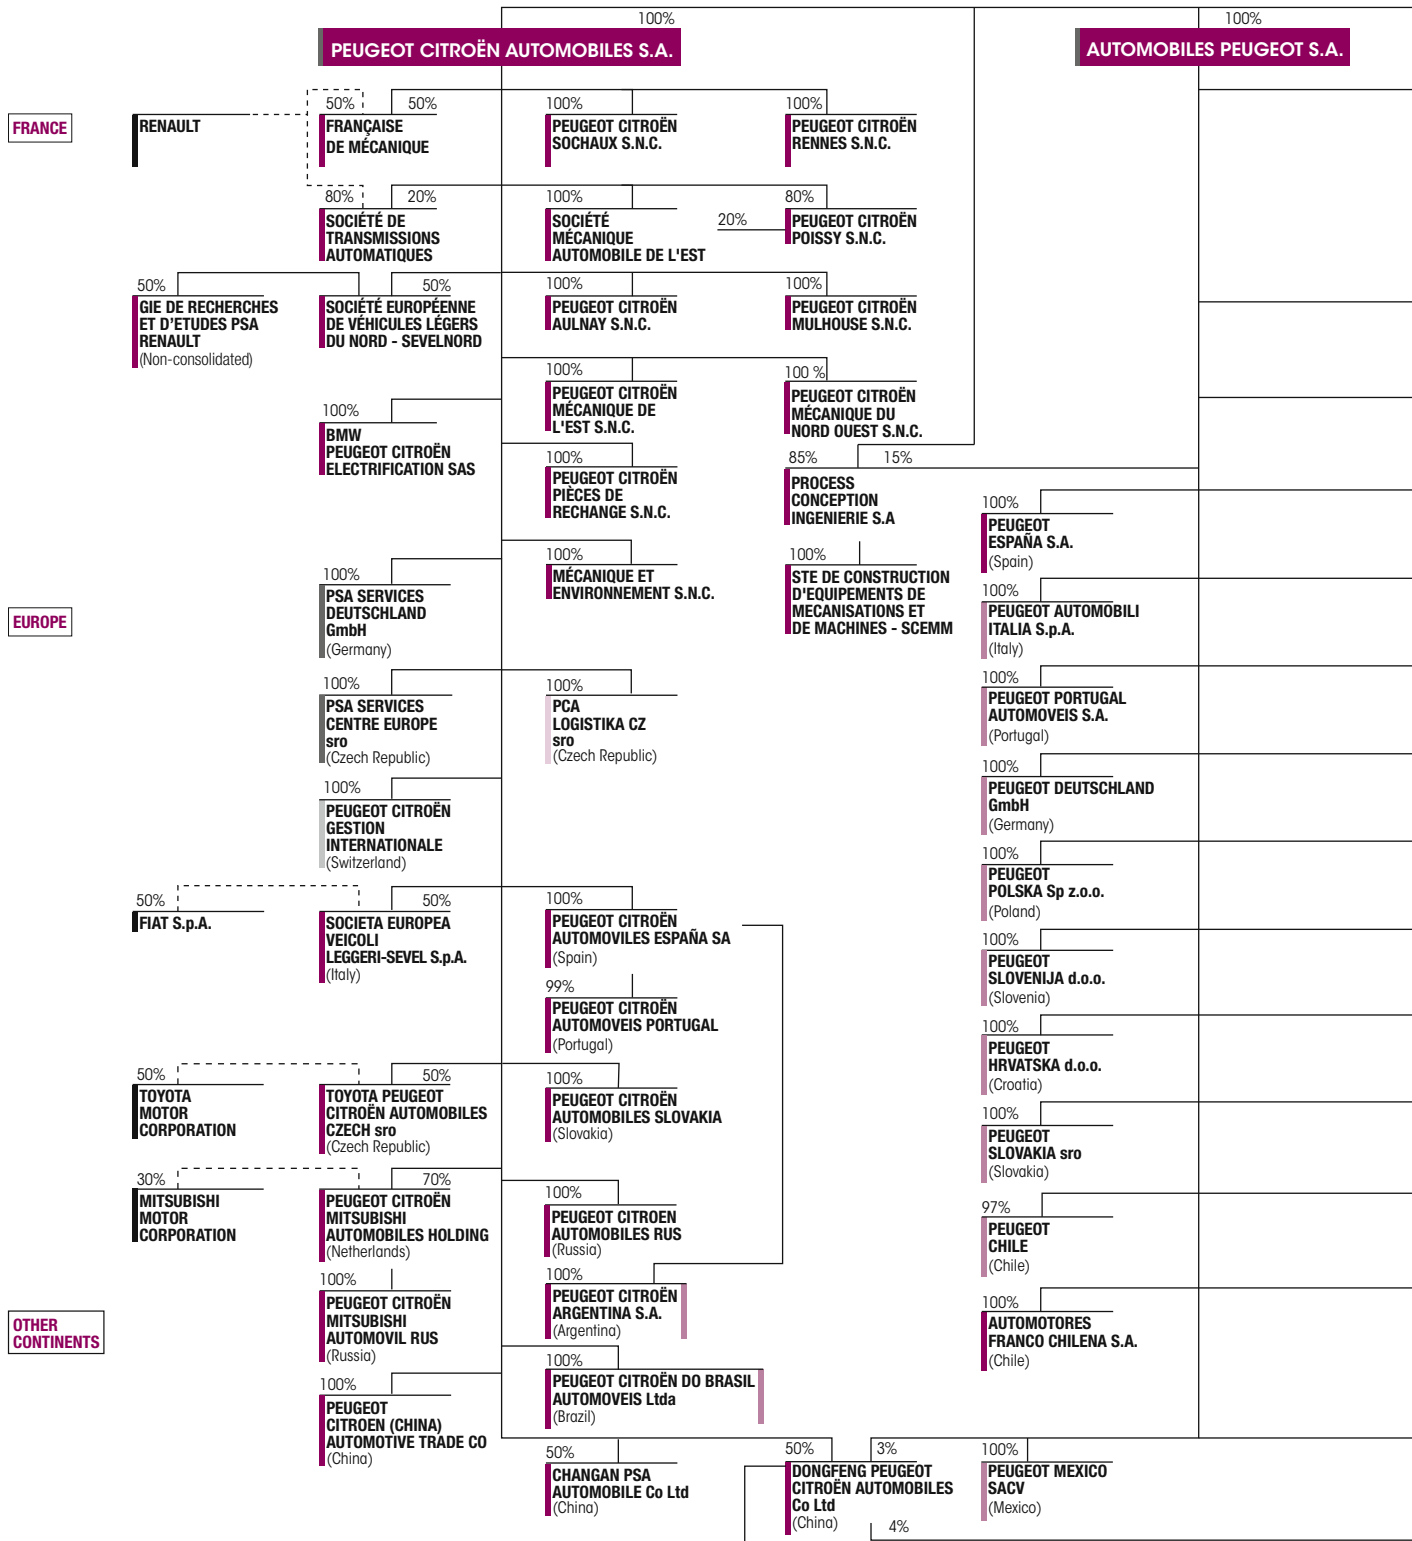 100%
100%
PEUGEOT CITROËN AUTOMOBILES S.A.
AUTOMOBILES PEUGEOT S.A.
FRANCE
RENAULT
50%
50%
FRANÇAISE
DE MÉCANIQUE
100%
PEUGEOT CITROËN
SOCHAUX S.N.C.
100%
PEUGEOT CITROËN
RENNES S.N.C.
80%
20%
SOCIÉTÉ DE
TRANSMISSIONS
AUTOMATIQUES
100%
SOCIÉTÉ
MÉCANIQUE
AUTOMOBILE DE L'EST
20%
80%
PEUGEOT CITROËN
POISSY S.N.C.
50%
GIE DE RECHERCHES
ET D'ETUDES PSA
RENAULT
(Non-consolidated)
50%
SOCIÉTÉ EUROPÉENNE
DE VÉHICULES LÉGERS
DU NORD - SEVELNORD
100%
PEUGEOT CITROËN
AULNAY S.N.C.
100%
PEUGEOT CITROËN
MULHOUSE S.N.C.
100%
BMW
PEUGEOT CITROËN
ELECTRIFICATION SAS
100%
PEUGEOT CITROËN
MÉCANIQUE DE
L'EST S.N.C.
100 %
PEUGEOT CITROËN
MÉCANIQUE DU
NORD OUEST S.N.C.
100%
PEUGEOT CITROËN
PIÈCES DE
RECHANGE S.N.C.
85%
15%
PROCESS
CONCEPTION
INGENIERIE S.A
100%
MÉCANIQUE ET
ENVIRONNEMENT S.N.C.
100%
STE DE CONSTRUCTION
D'EQUIPEMENTS DE
MECANISATIONS ET
DE MACHINES - SCEMM
100%
PEUGEOT
ESPAÑA S.A.
(Spain)
EUROPE
100%
PSA SERVICES
DEUTSCHLAND
GmbH
(Germany)
100%
PEUGEOT AUTOMOBILI
ITALIA S.p.A.
(Italy)
100%
PSA SERVICES
CENTRE EUROPE
sro
(Czech Republic)
100%
PCA
LOGISTIKA CZ
sro
(Czech Republic)
100%
PEUGEOT PORTUGAL
AUTOMOVEIS S.A.
(Portugal)
100%
PEUGEOT CITROËN
GESTION
INTERNATIONALE
(Switzerland)
100%
PEUGEOT DEUTSCHLAND
GmbH
(Germany)
100%
PEUGEOT
POLSKA Sp z.o.o.
(Poland)
50%
FIAT S.p.A.
50%
SOCIETA EUROPEA
VEICOLI
LEGGERI-SEVEL S.p.A.
(Italy)
100%
PEUGEOT CITROËN
AUTOMOVILES ESPAÑA SA
(Spain)
100%
PEUGEOT
SLOVENIJA d.o.o.
(Slovenia)
99%
PEUGEOT CITROËN
AUTOMOVEIS PORTUGAL
(Portugal)
100%
PEUGEOT
HRVATSKA d.o.o.
(Croatia)
50%
TOYOTA
MOTOR
CORPORATION
50%
TOYOTA PEUGEOT
CITROËN AUTOMOBILES
CZECH sro
(Czech Republic)
100%
PEUGEOT CITROËN
AUTOMOBILES SLOVAKIA
(Slovakia)
100%
PEUGEOT
SLOVAKIA sro
(Slovakia)
30%
MITSUBISHI
MOTOR
CORPORATION
70%
PEUGEOT CITROËN
MITSUBISHI
AUTOMOBILES HOLDING
(Netherlands)
100%
PEUGEOT CITROEN
AUTOMOBILES RUS
(Russia)
97%
PEUGEOT
CHILE
(Chile)
OTHER
CONTINENTS
100%
PEUGEOT CITROËN
MITSUBISHI
AUTOMOVIL RUS
(Russia)
100%
PEUGEOT CITROËN
ARGENTINA S.A.
(Argentina)
100%
AUTOMOTORES
FRANCO CHILENA S.A.
(Chile)
100%
PEUGEOT
CITROEN (CHINA)
AUTOMOTIVE TRADE CO
(China)
100%
PEUGEOT CITROËN DO BRASIL
AUTOMOVEIS Ltda
(Brazil)
50%
CHANGAN PSA
AUTOMOBILE Co Ltd
(China)
50%
3%
DONGFENG PEUGEOT
CITROËN AUTOMOBILES
Co Ltd
(China)
4%
100%
PEUGEOT MEXICO
SACV
(Mexico)